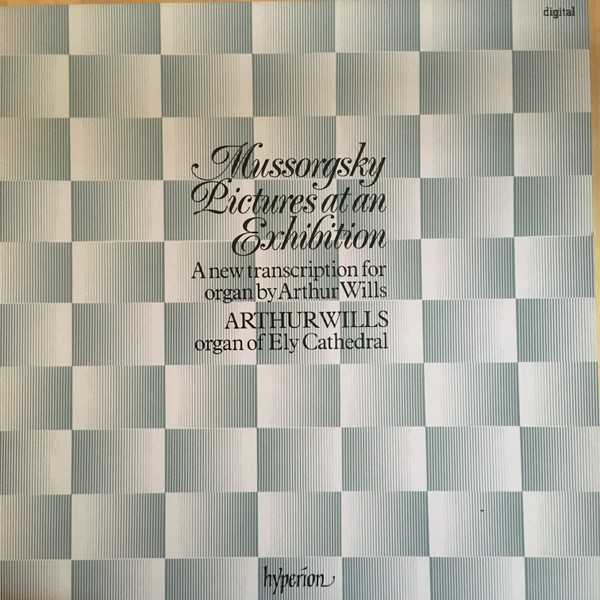 digital
Mussorgsky
Pictures at an
Exhibition
A new transcription for
organ by Arthur Wills
ARTHUR WILLS
organ of Ely Cathedral
hyperion